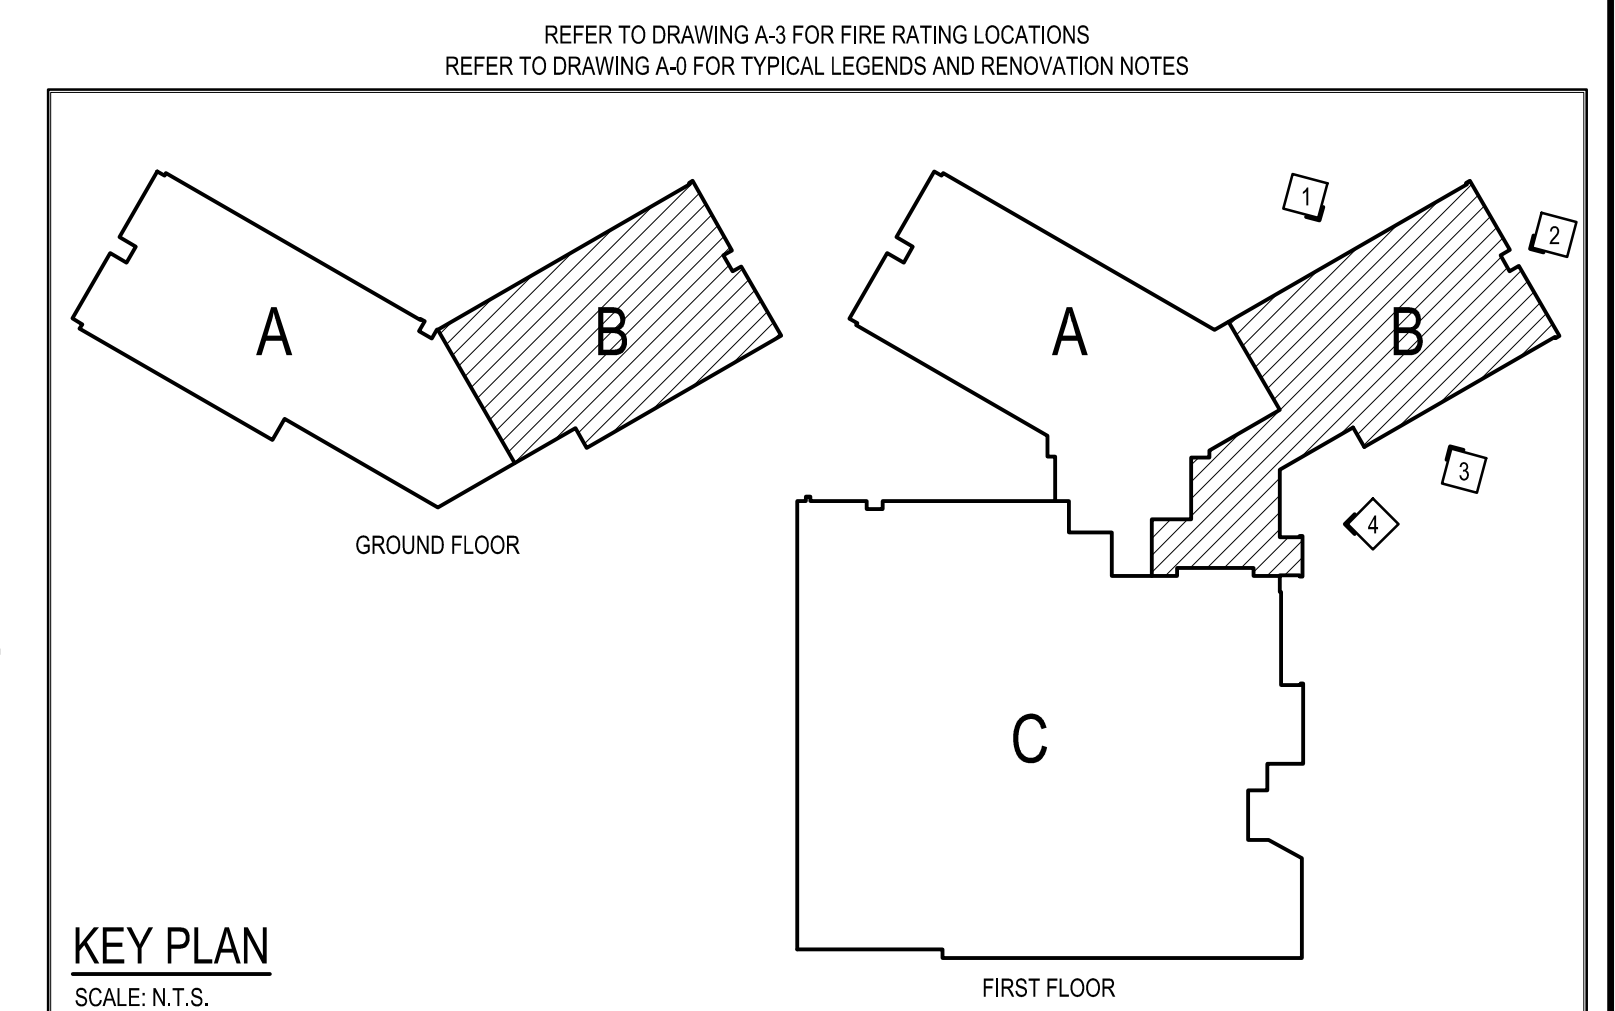 REFER TO DRAWING A-3 FOR FIRE RATING LOCATIONS
REFER TO DRAWING A-0 FOR TYPICAL LEGENDS AND RENOVATION NOTES
A
B
GROUND FLOOR
A
B
1
2
3
4
C
FIRST FLOOR
KEY PLAN
SCALE: N.T.S.